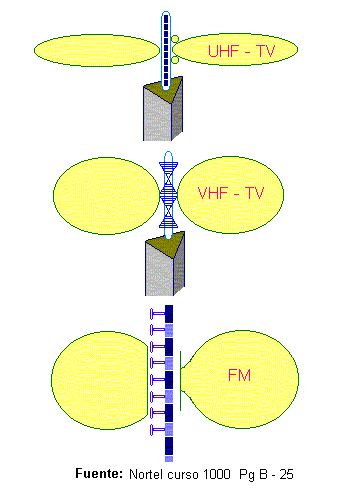 UHF - TV
VHF - TV
FM
Fuente: Nortel curso 1000 Pg B - 25